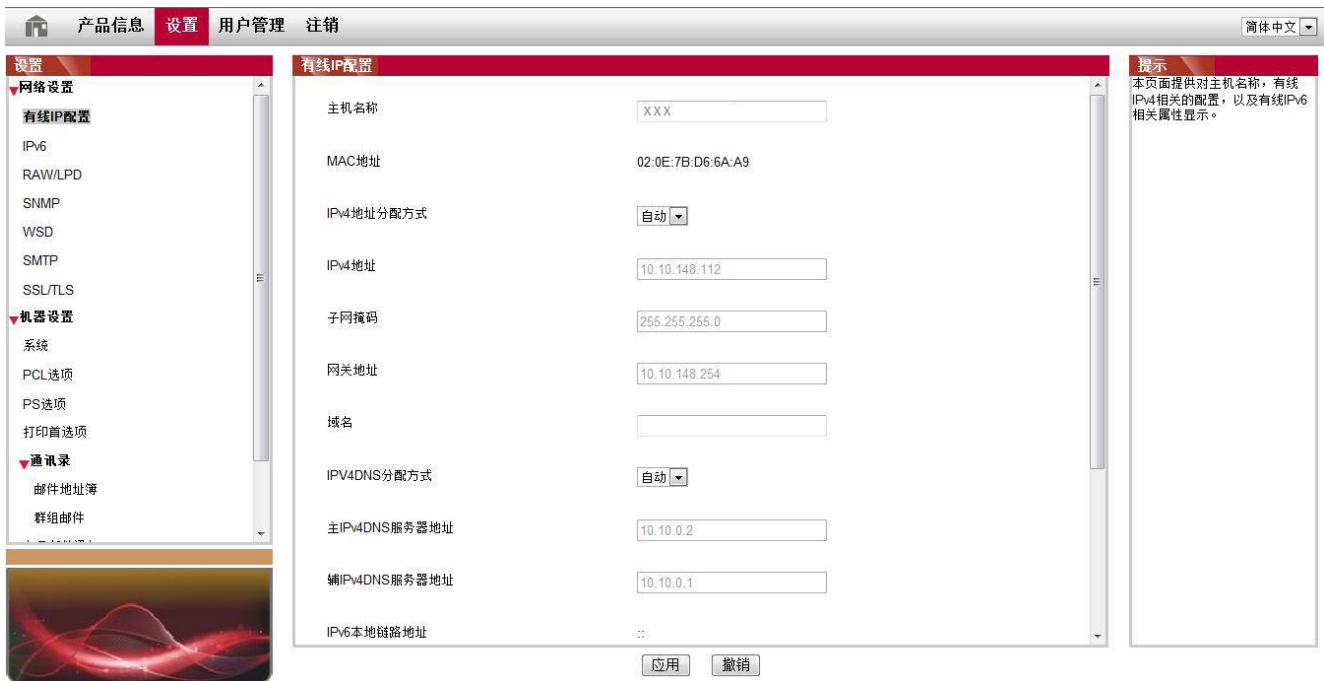 产品信息 设置 用户管理 注销
简体中文
设置
网络设置
有线IP配置
IPv6
RAW/LPD
SNMP
WSD
SMTP
SSL/TLS
机器设置
系统
PCL选项
PS选项
打印首选项
通讯录
邮件地址簿
群组邮件
有线IP配置
主机名称
XXX
MAC地址
02:0E:7B:D6:6A:A9
IPv4地址分配方式
自动
IPv4地址
10.10.148.112
子网掩码
255.255.255.0
网关地址
10.10.148.254
域名
IPV4DNS分配方式
自动
主IPv4DNS服务器地址
10.10.0.2
辅IPv4DNS服务器地址
10.10.0.1
IPv6本地链路地址
::
应用 撤销
提示
本页面提供对主机名称，有线
IPv4相关的配置，以及有线IPv6
相关属性显示。